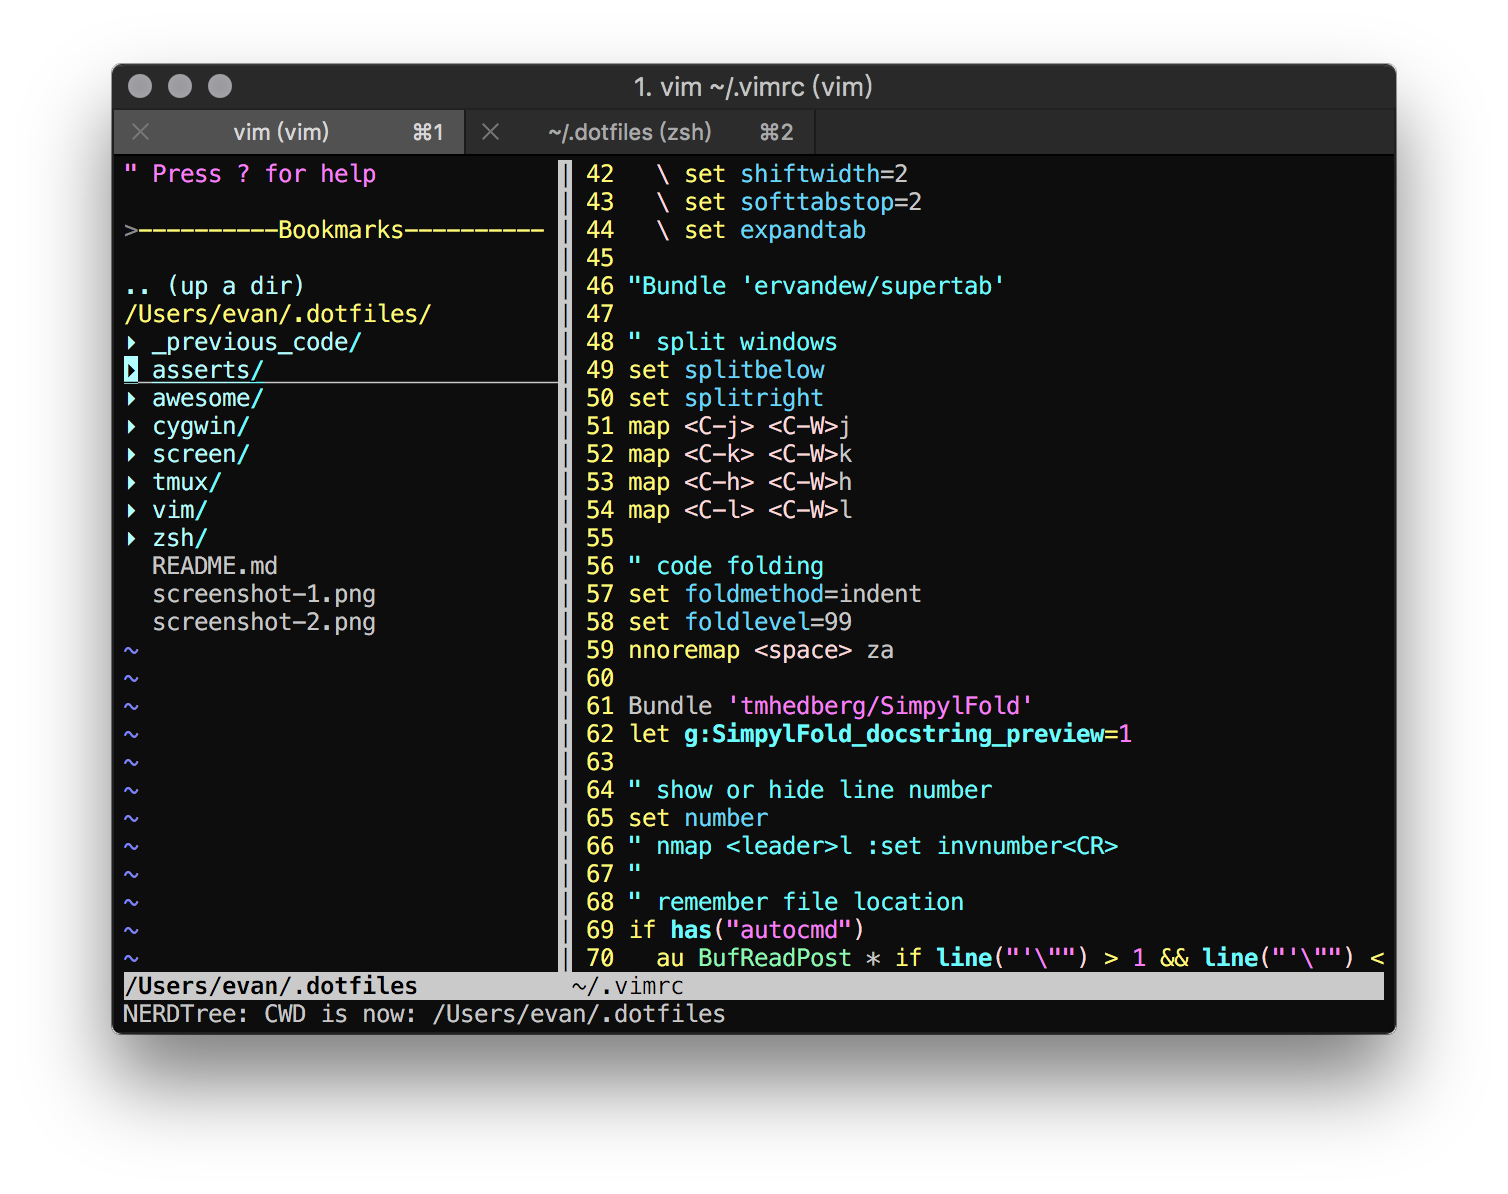 1. vim ~/.vimrc (vim)
vim (vim) ⌘1 ~/.dotfiles (zsh) ⌘2
" Press ? for help
>----------Bookmarks----------
.. (up a dir)
/Users/evan/.dotfiles/
▸ _previous_code/
▸ asserts/
▸ awesome/
▸ cygwin/
▸ screen/
▸ tmux/
▸ vim/
▸ zsh/
README.md
screenshot-1.png
screenshot-2.png
~
~
~
~
~
~
~
~
~
~
~
~
/Users/evan/.dotfiles
42   \ set shiftwidth=2
43   \ set softtabstop=2
44   \ set expandtab
45
46 "Bundle 'ervandew/supertab'
47
48 " split windows
49 set splitbelow
50 set splitright
51 map <C-j> <C-W>j
52 map <C-k> <C-W>k
53 map <C-h> <C-W>h
54 map <C-l> <C-W>l
55
56 " code folding
57 set foldmethod=indent
58 set foldlevel=99
59 nnoremap <space> za
60
61 Bundle 'tmhedberg/SimpylFold'
62 let g:SimpylFold_docstring_preview=1
63
64 " show or hide line number
65 set number
66 " nmap <leader>l :set invnumber<CR>
67 "
68 " remember file location
69 if has("autocmd")
70   au BufReadPost * if line("'\"") > 1 && line("'\"") <
~/.vimrc
NERDTree: CWD is now: /Users/evan/.dotfiles